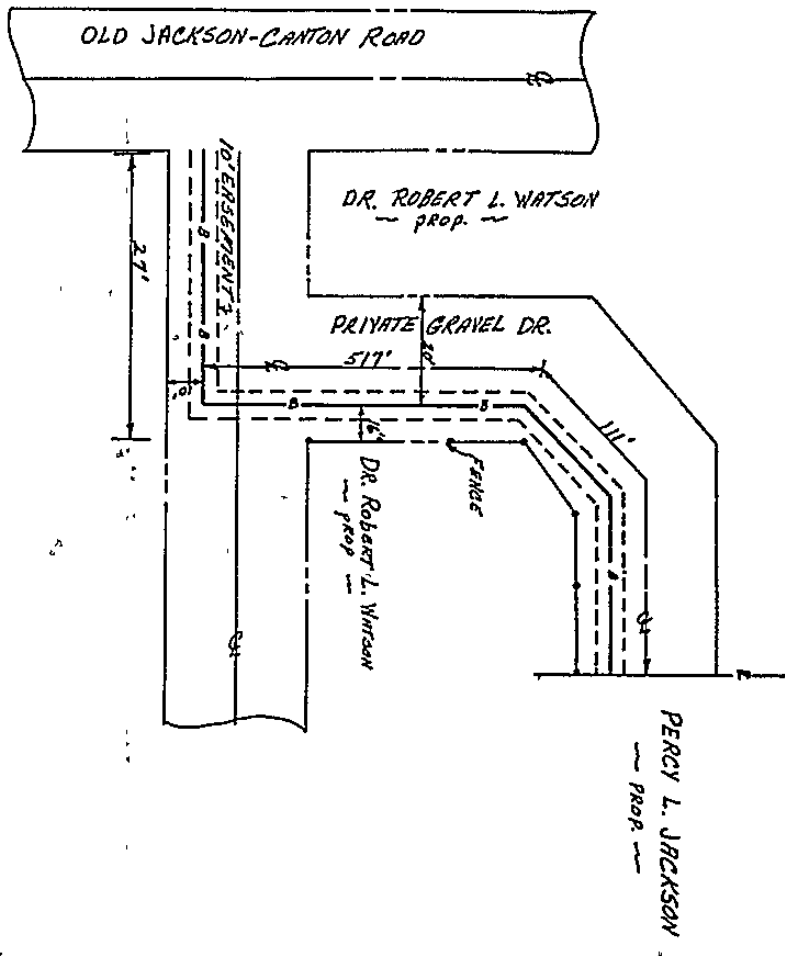 OLD JACKSON-CANTON ROAD
℄
10' EASEMENT
DR. ROBERT L. WATSON
~ PROP. ~
27'
B
B
PRIVATE GRAVEL DR.
℄
517'
20'
B
B
16'
111'
FENCE
DR. ROBERT L. WATSON
~ PROP ~
B
℄
℄
PERCY L. JACKSON
~ PROP. ~